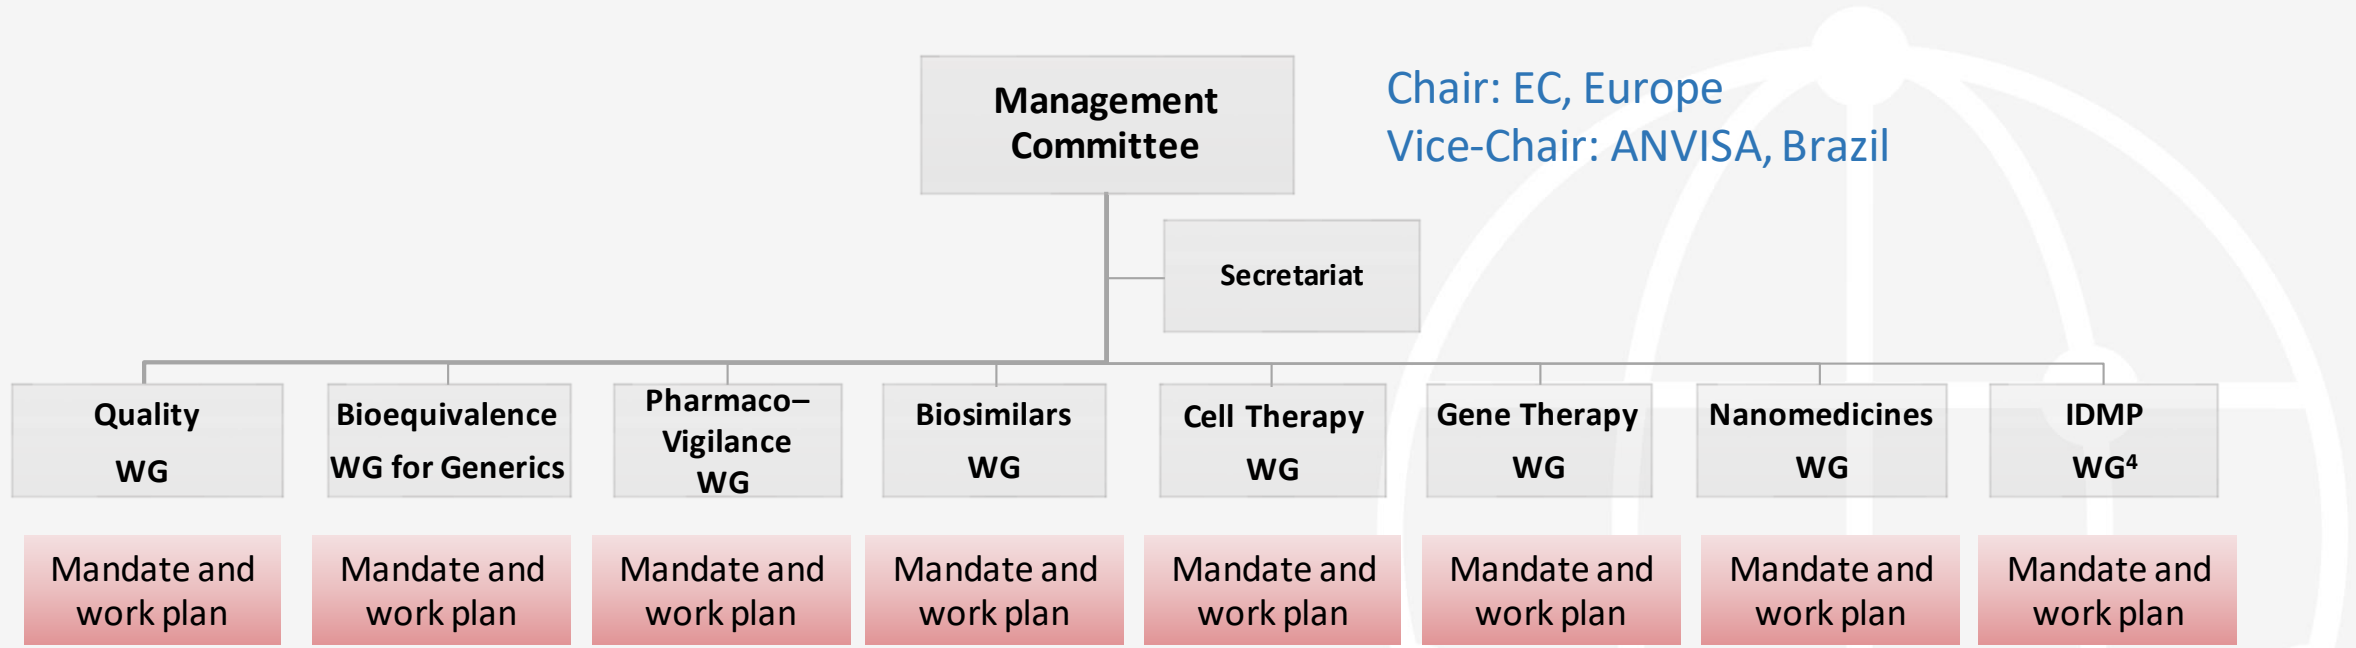 Management
Committee
Chair: EC, Europe
Vice-Chair: ANVISA, Brazil
Secretariat
Quality
WG
Bioequivalence
WG for Generics
Pharmaco–
Vigilance
WG
Biosimilars
WG
Cell Therapy
WG
Gene Therapy
WG
Nanomedicines
WG
IDMP
WG⁴
Mandate and
work plan
Mandate and
work plan
Mandate and
work plan
Mandate and
work plan
Mandate and
work plan
Mandate and
work plan
Mandate and
work plan
Mandate and
work plan